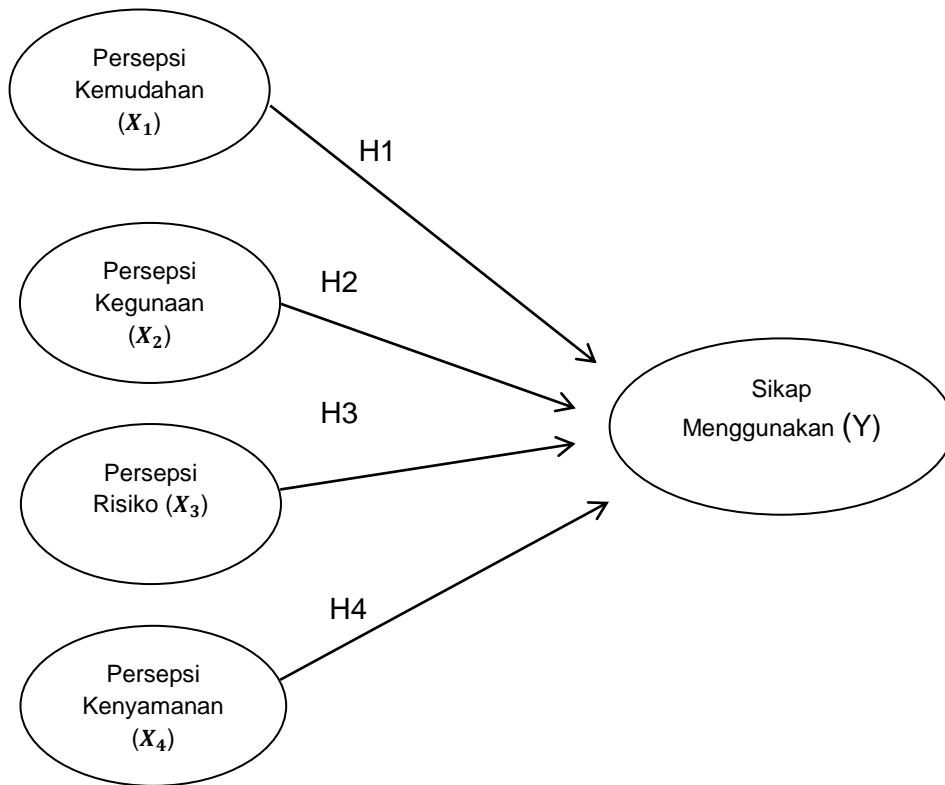 Persepsi
Kemudahan
(X₁)
H1
Persepsi
Kegunaan
(X₂)
H2
H3
Persepsi
Risiko (X₃)
Sikap
Menggunakan (Y)
H4
Persepsi
Kenyamanan
(X₄)